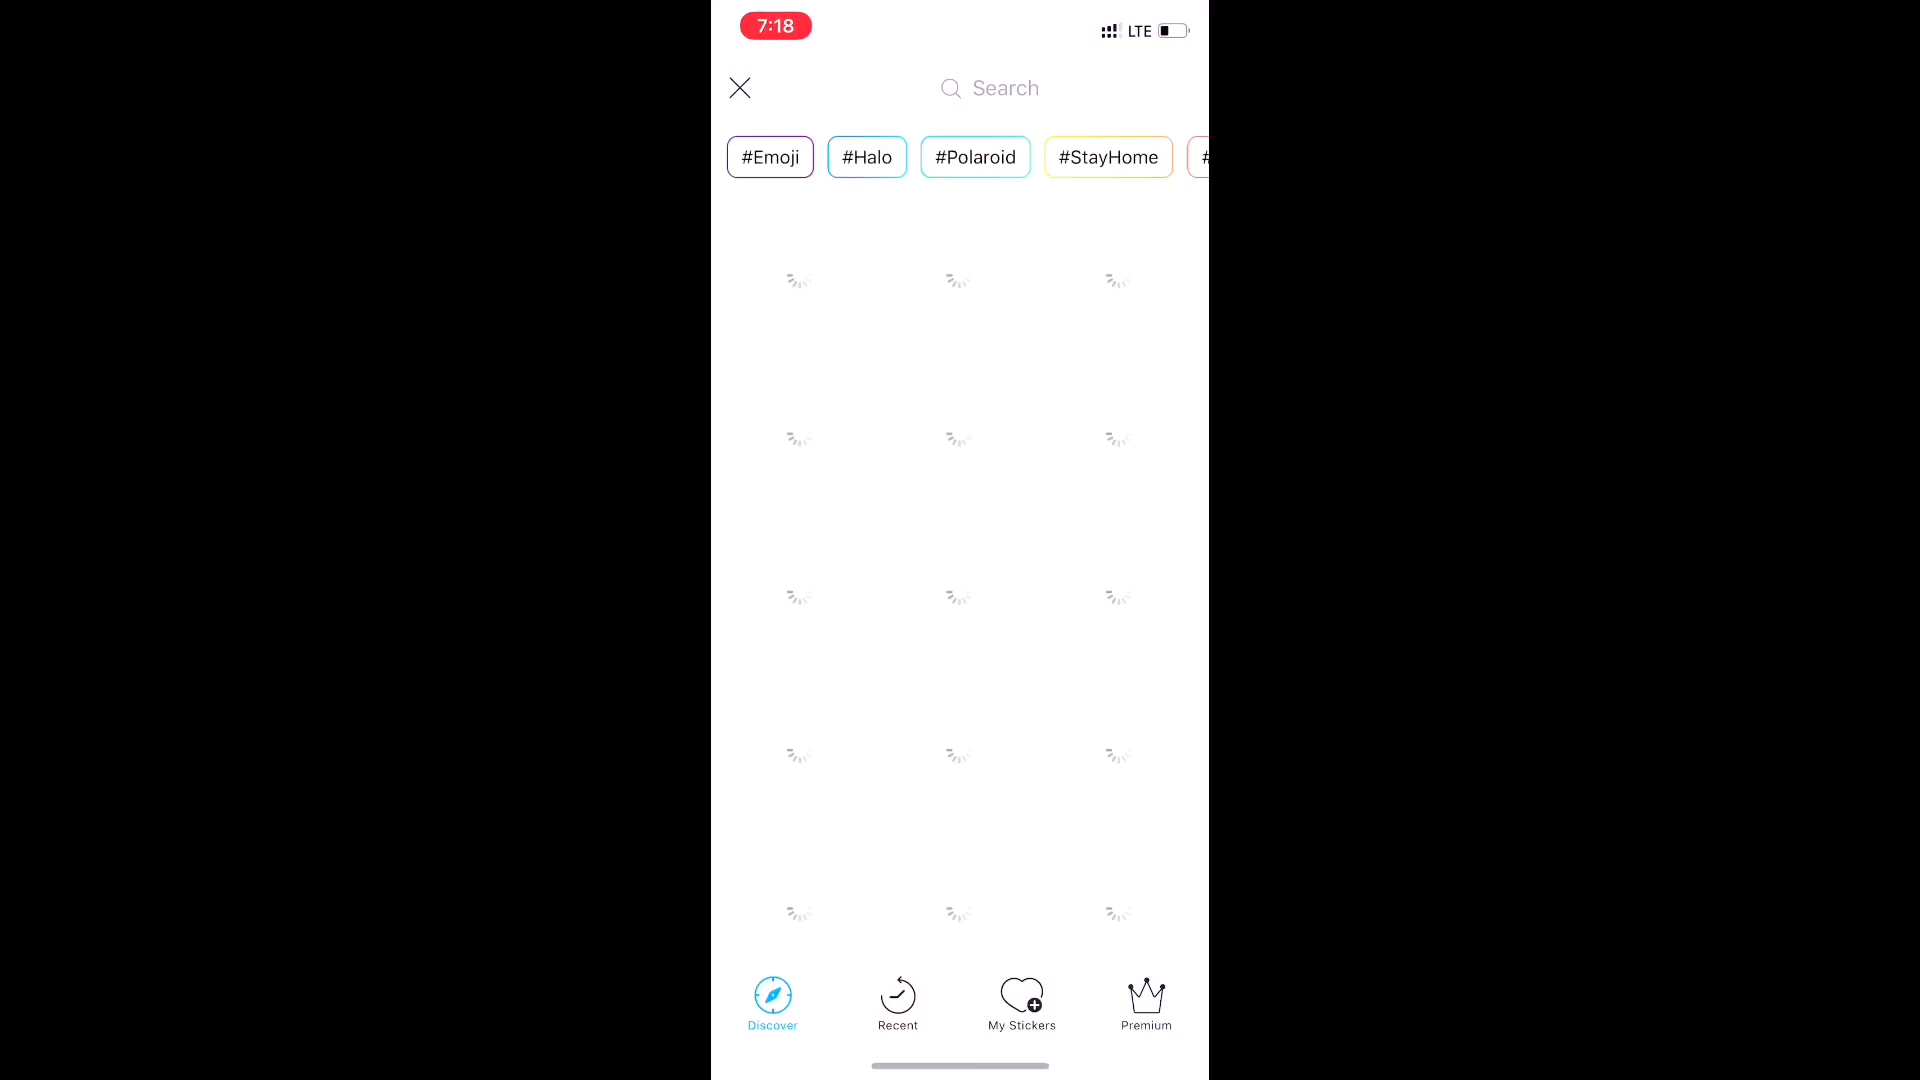 7:18
LTE
Search
#Emoji
#Halo
#Polaroid
#StayHome
#
Discover
Recent
My Stickers
Premium